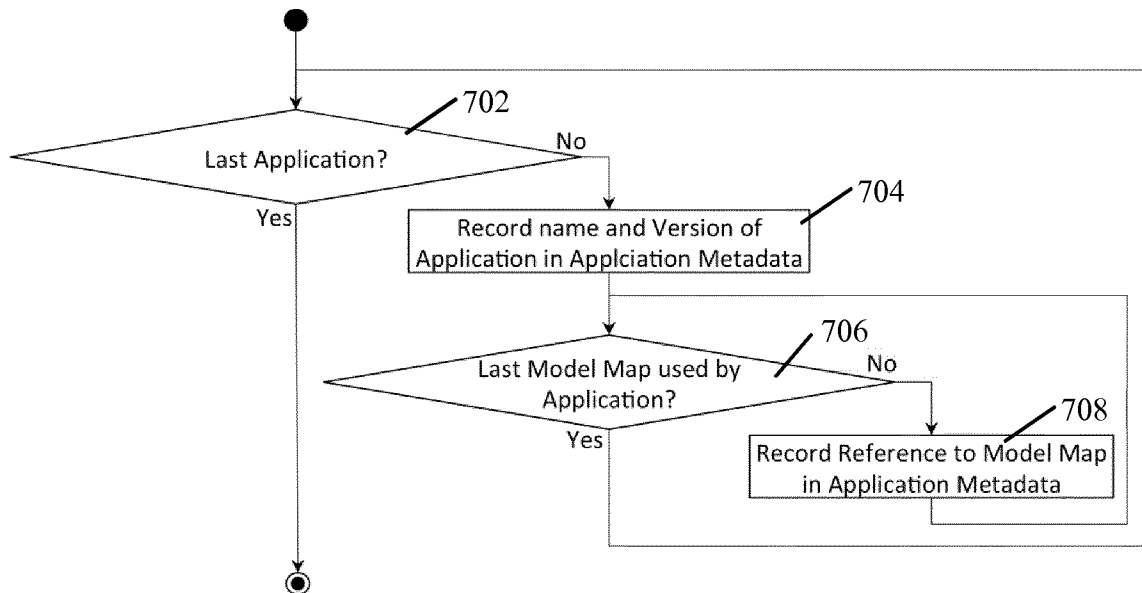 702
Last Application?
No
Yes
704
Record name and Version of
Application in Applciation Metadata
706
Last Model Map used by
Application?
No
Yes
708
Record Reference to Model Map
in Application Metadata